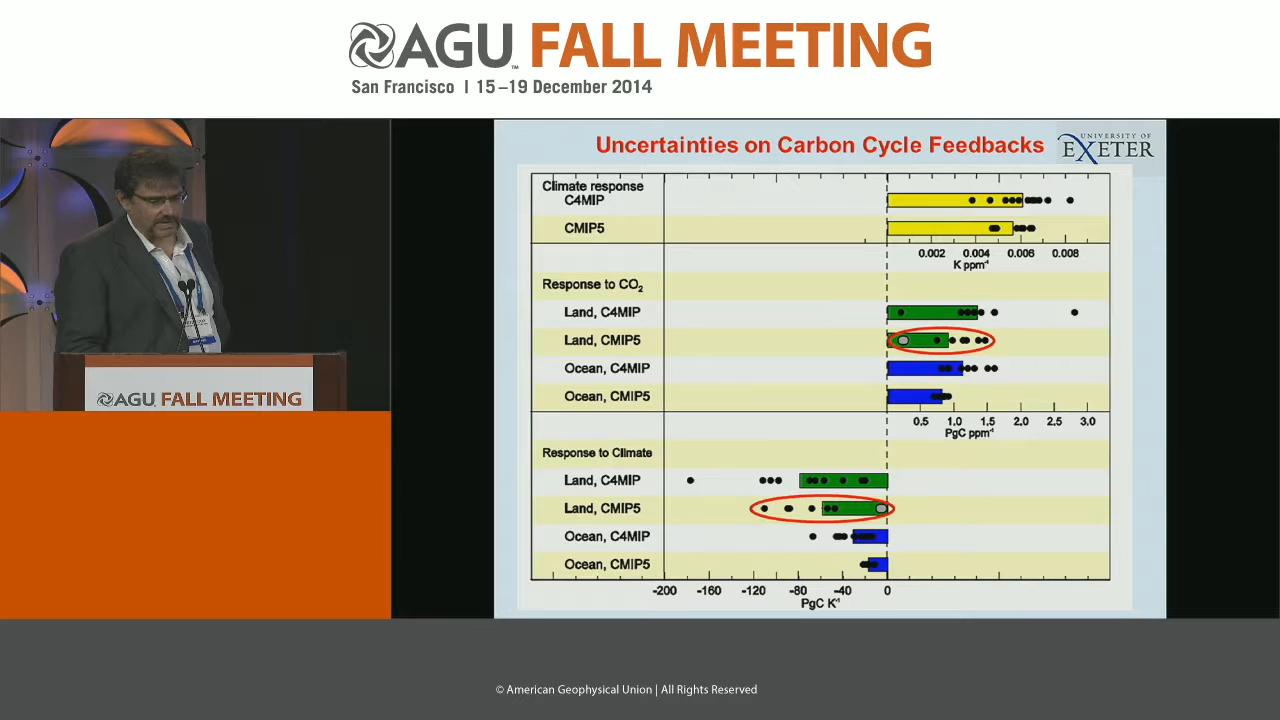 AGU FALL MEETING
San Francisco | 15–19 December 2014
Uncertainties on Carbon Cycle Feedbacks
UNIVERSITY OF
EXETER
Climate response
C4MIP
CMIP5
0.002 0.004 0.006 0.008
K ppm⁻¹
Response to CO₂
Land, C4MIP
Land, CMIP5
Ocean, C4MIP
Ocean, CMIP5
0.5 1.0 1.5 2.0 2.5 3.0
PgC ppm⁻¹
Response to Climate
Land, C4MIP
Land, CMIP5
Ocean, C4MIP
Ocean, CMIP5
-200 -160 -120 -80 -40 0
PgC K⁻¹
AGU FALL MEETING
© American Geophysical Union | All Rights Reserved